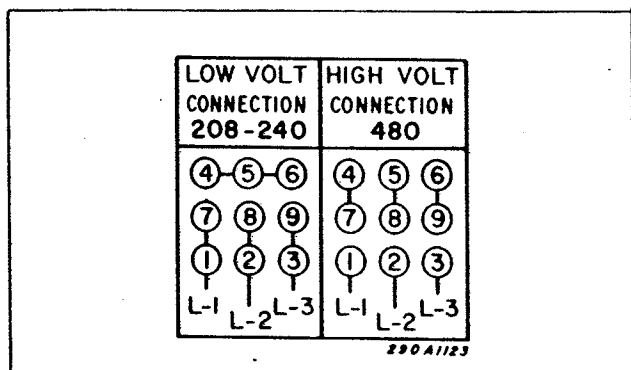 LOW VOLT HIGH VOLT
CONNECTION CONNECTION
208-240 480
4 5 6 4 5 6
7 8 9 7 8 9
1 2 3 1 2 3
L-1 L-2 L-3 L-1 L-2 L-3
290A1123